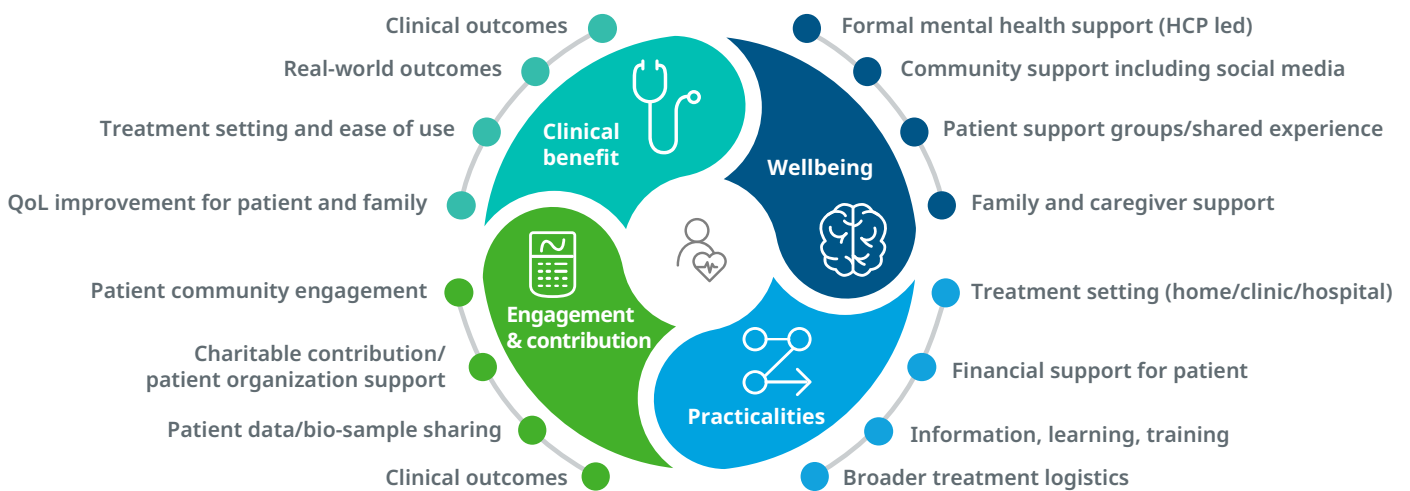 Clinical outcomes
Real-world outcomes
Treatment setting and ease of use
QoL improvement for patient and family
Clinical
benefit
Formal mental health support (HCP led)
Community support including social media
Patient support groups/shared experience
Family and caregiver support
Wellbeing
Patient community engagement
Charitable contribution/
patient organization support
Patient data/bio-sample sharing
Clinical outcomes
Engagement
& contribution
Treatment setting (home/clinic/hospital)
Financial support for patient
Information, learning, training
Broader treatment logistics
Practicalities